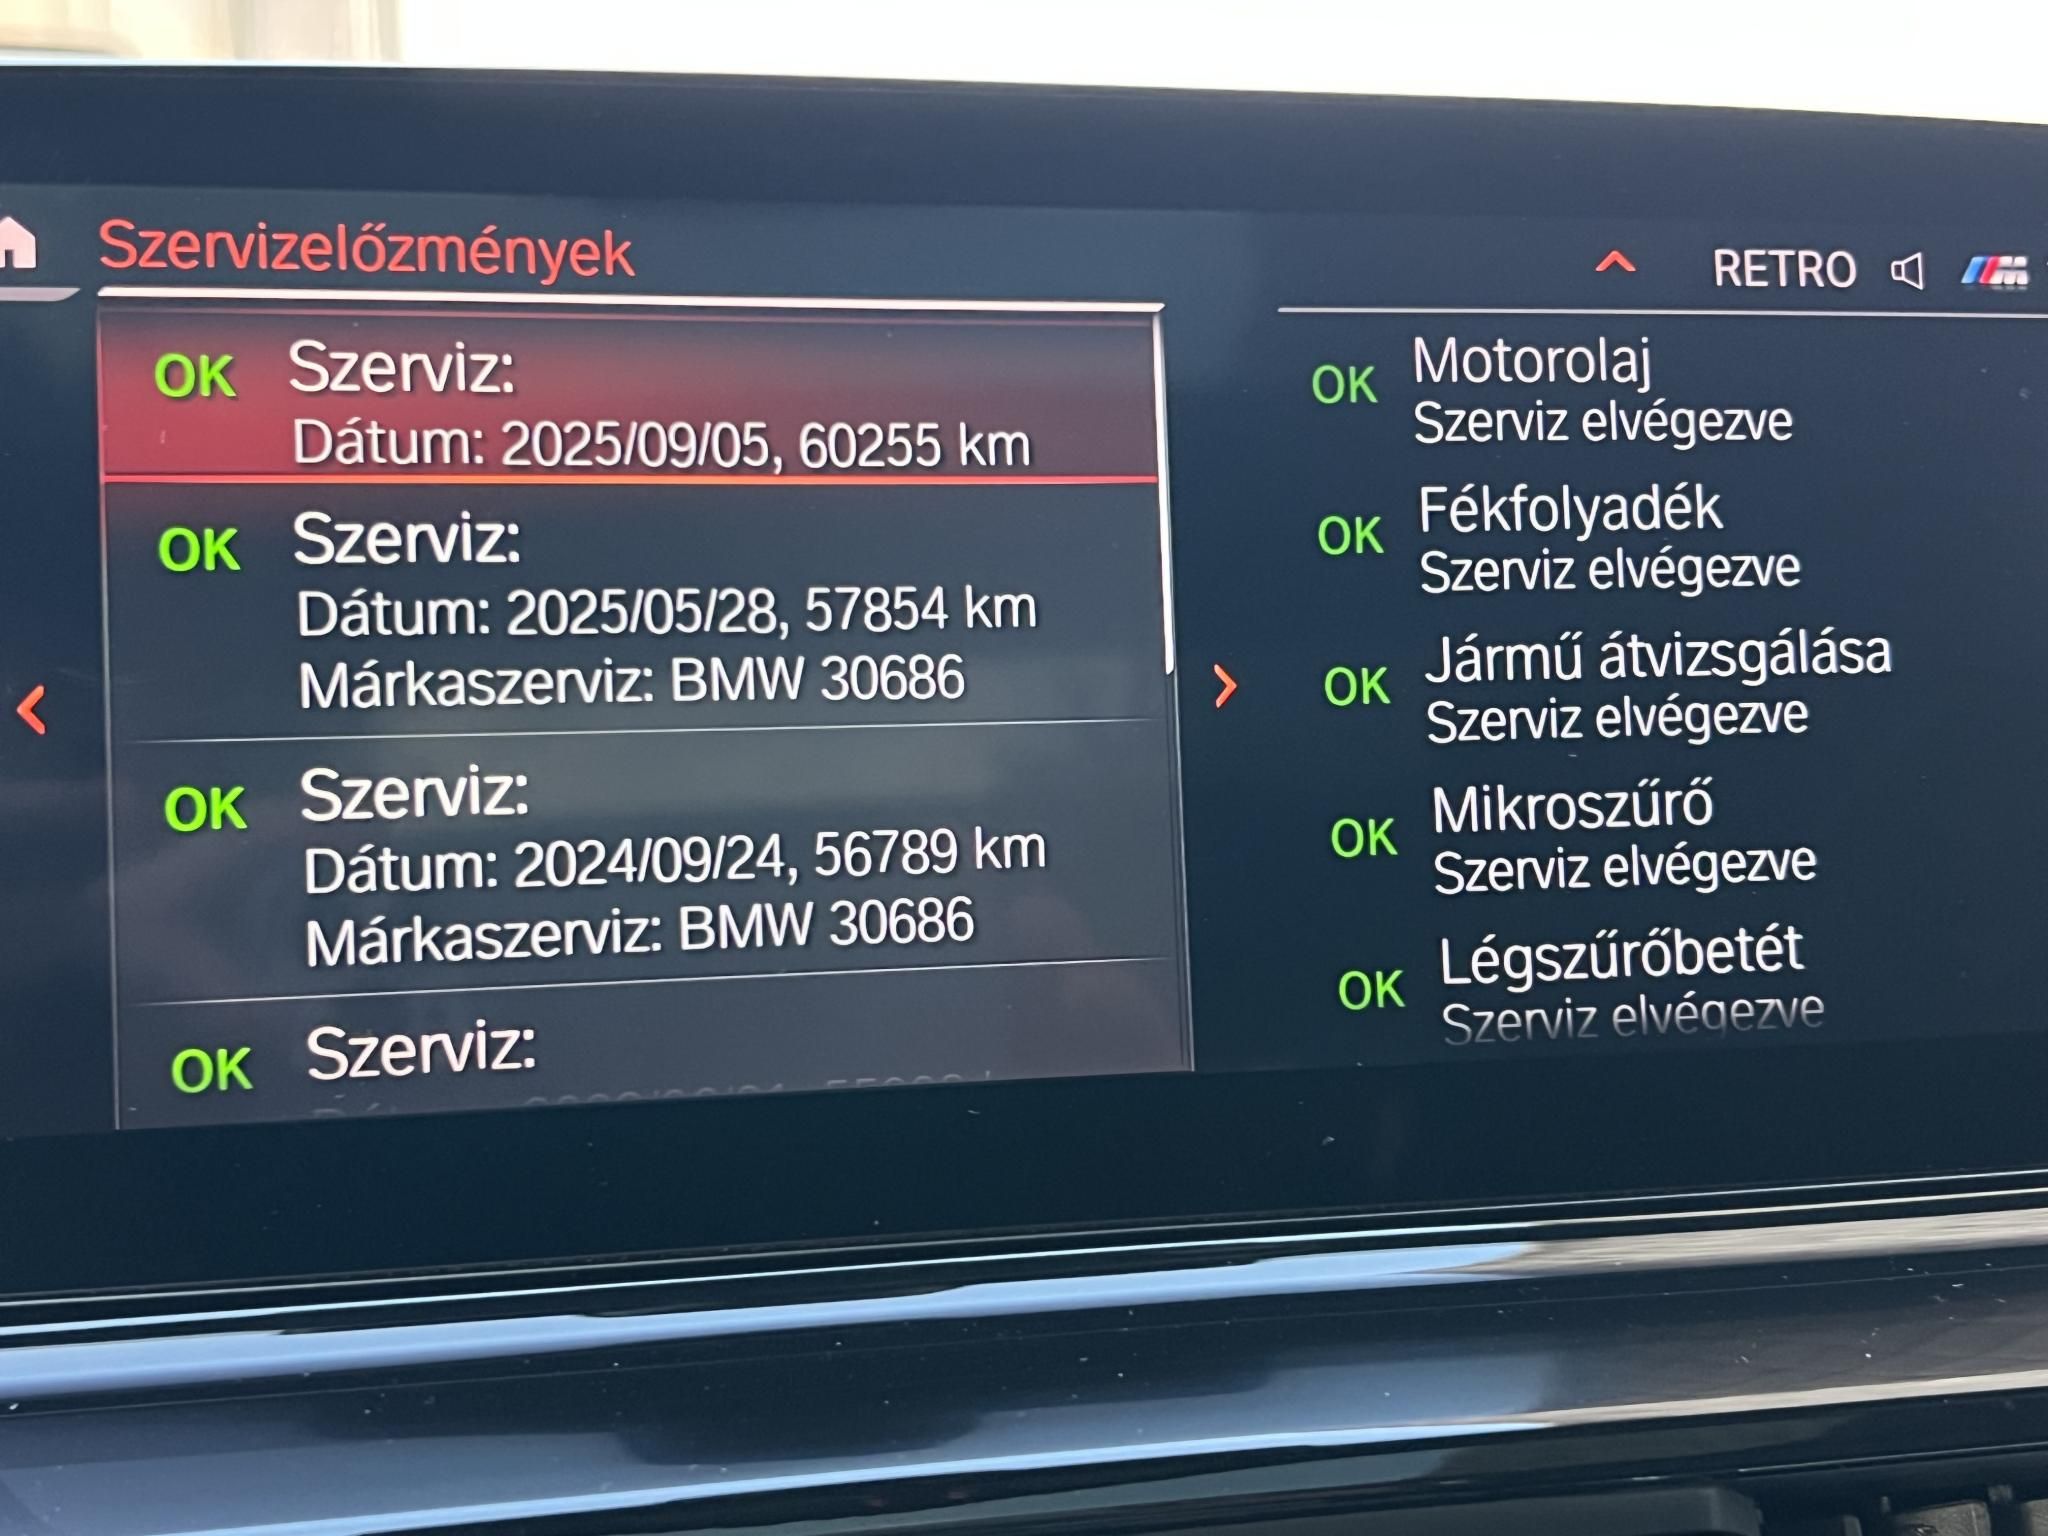 Szervizelőzmények
RETRO
OK Szerviz:
Dátum: 2025/09/05, 60255 km
OK Szerviz:
Dátum: 2025/05/28, 57854 km
Márkaszerviz: BMW 30686
OK Szerviz:
Dátum: 2024/09/24, 56789 km
Márkaszerviz: BMW 30686
OK Szerviz:
OK Motorolaj
Szerviz elvégezve
OK Fékfolyadék
Szerviz elvégezve
OK Jármű átvizsgálása
Szerviz elvégezve
OK Mikroszűrő
Szerviz elvégezve
OK Légszűrőbetét
Szerviz elvégezve